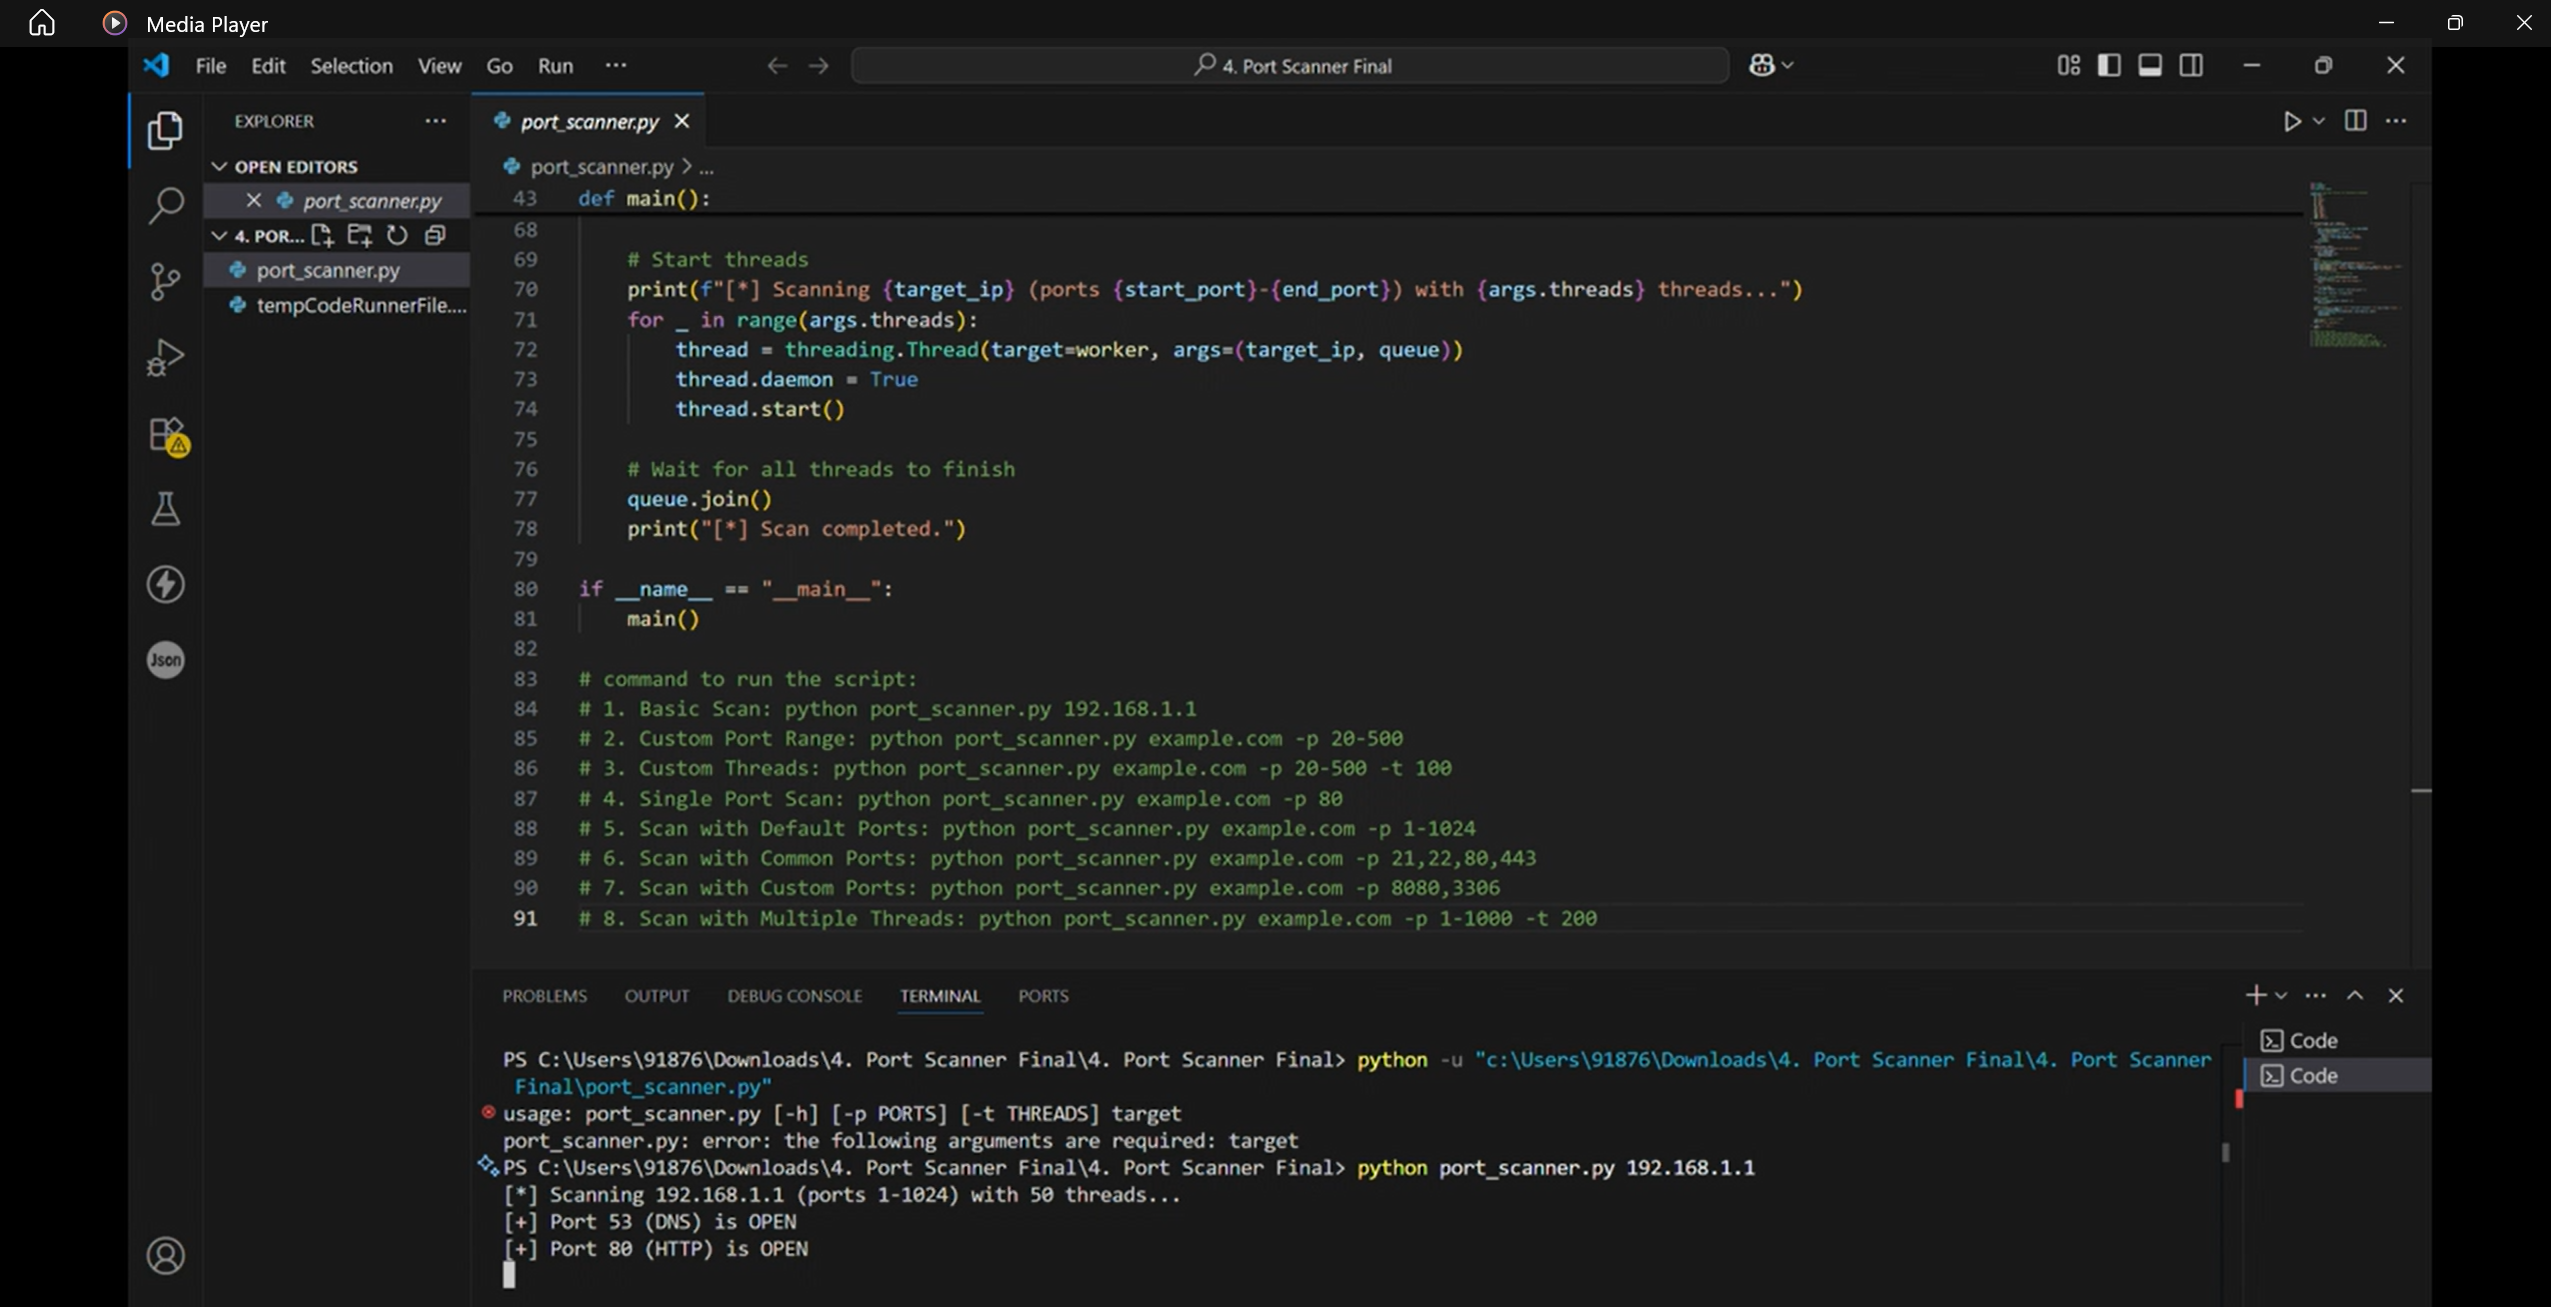 Media Player
File Edit Selection View Go Run ··· 4. Port Scanner Final
EXPLORER ···
OPEN EDITORS
port_scanner.py
4. POR...
port_scanner.py
tempCodeRunnerFile....
Json
port_scanner.py
port_scanner.py > ...
43 def main():
68
69 # Start threads
70 print(f"[*] Scanning {target_ip} (ports {start_port}-{end_port}) with {args.threads} threads...")
71 for _ in range(args.threads):
72 thread = threading.Thread(target=worker, args=(target_ip, queue))
73 thread.daemon = True
74 thread.start()
75
76 # Wait for all threads to finish
77 queue.join()
78 print("[*] Scan completed.")
79
80 if __name__ == "__main__":
81 main()
82
83 # command to run the script:
84 # 1. Basic Scan: python port_scanner.py 192.168.1.1
85 # 2. Custom Port Range: python port_scanner.py example.com -p 20-500
86 # 3. Custom Threads: python port_scanner.py example.com -p 20-500 -t 100
87 # 4. Single Port Scan: python port_scanner.py example.com -p 80
88 # 5. Scan with Default Ports: python port_scanner.py example.com -p 1-1024
89 # 6. Scan with Common Ports: python port_scanner.py example.com -p 21,22,80,443
90 # 7. Scan with Custom Ports: python port_scanner.py example.com -p 8080,3306
91 # 8. Scan with Multiple Threads: python port_scanner.py example.com -p 1-1000 -t 200
PROBLEMS OUTPUT DEBUG CONSOLE TERMINAL PORTS
PS C:\Users\91876\Downloads\4. Port Scanner Final\4. Port Scanner Final> python -u "c:\Users\91876\Downloads\4. Port Scanner Final\4. Port Scanner
Final\port_scanner.py"
usage: port_scanner.py [-h] [-p PORTS] [-t THREADS] target
port_scanner.py: error: the following arguments are required: target
PS C:\Users\91876\Downloads\4. Port Scanner Final\4. Port Scanner Final> python port_scanner.py 192.168.1.1
[*] Scanning 192.168.1.1 (ports 1-1024) with 50 threads...
[+] Port 53 (DNS) is OPEN
[+] Port 80 (HTTP) is OPEN
Code
Code